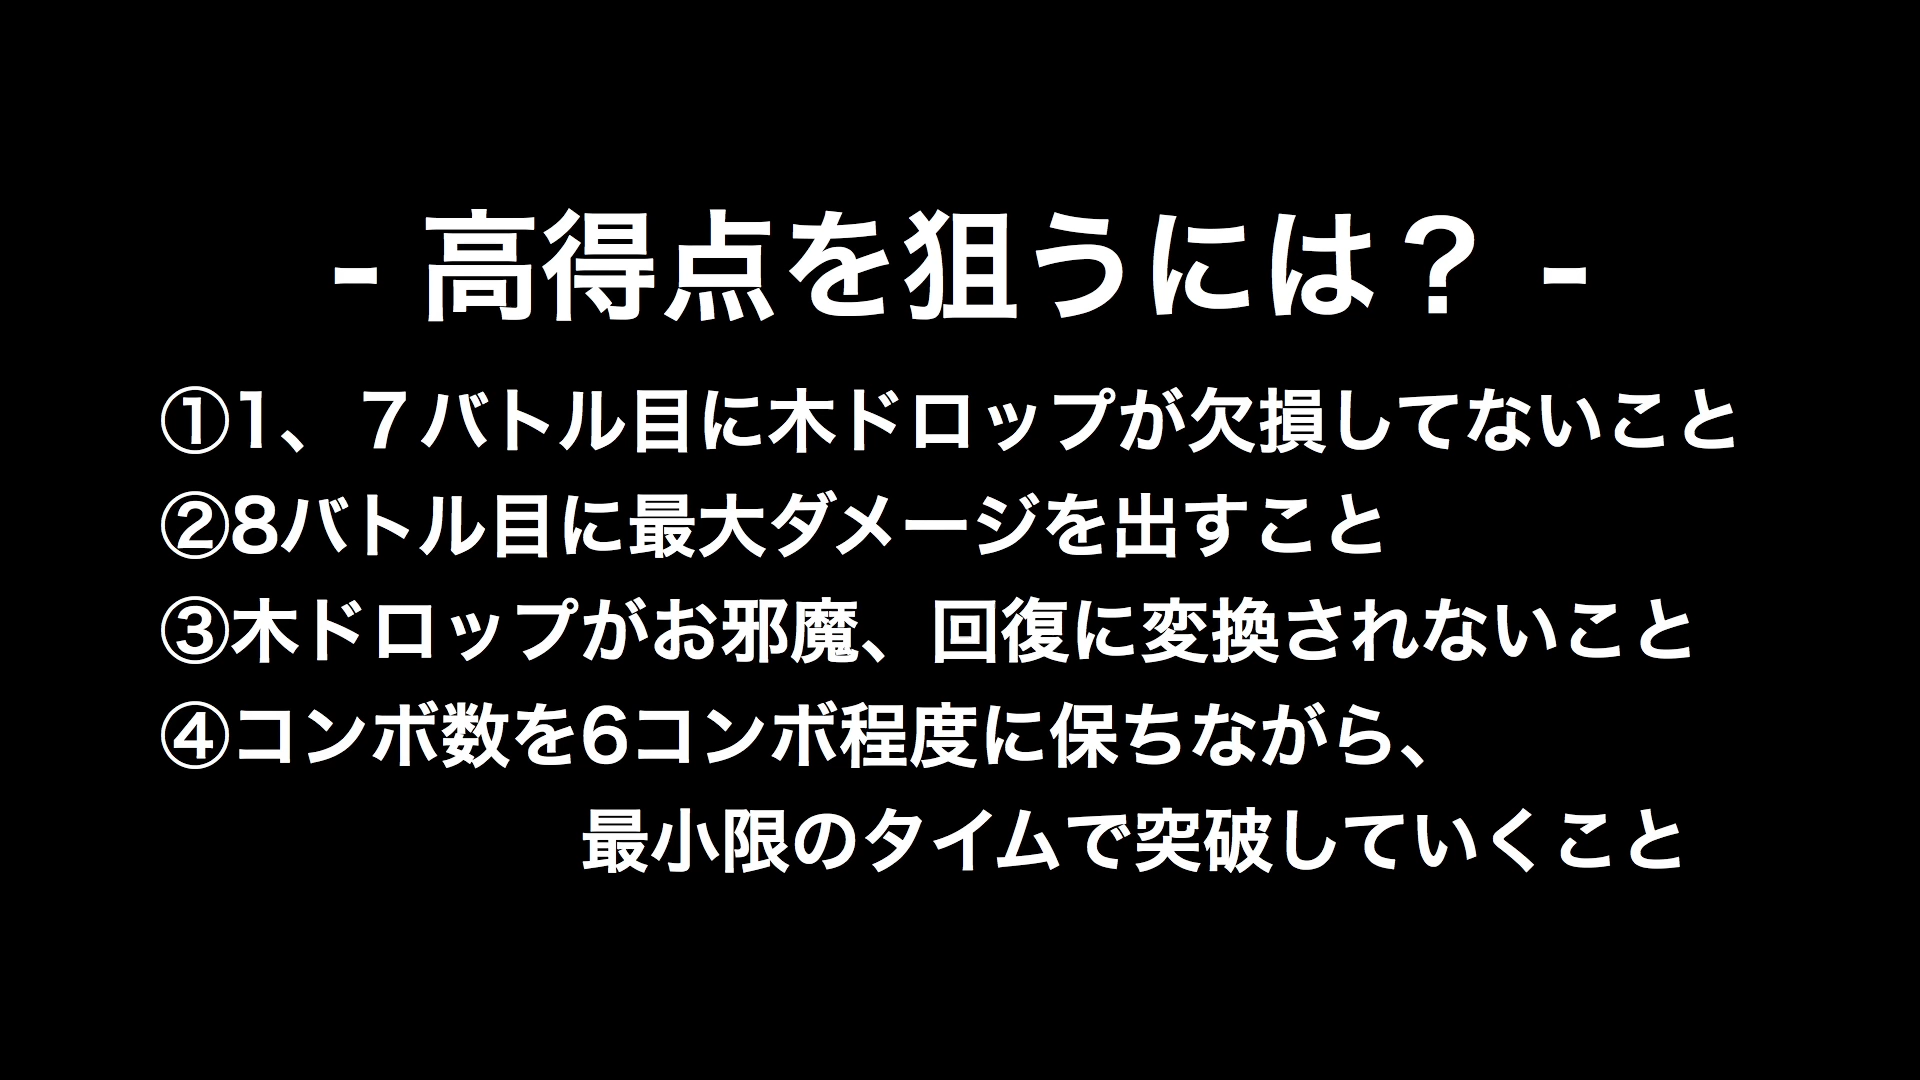 - 高得点を狙うには？ -
①1、７バトル目に木ドロップが欠損してないこと
②8バトル目に最大ダメージを出すこと
③木ドロップがお邪魔、回復に変換されないこと
④コンボ数を6コンボ程度に保ちながら、
最小限のタイムで突破していくこと